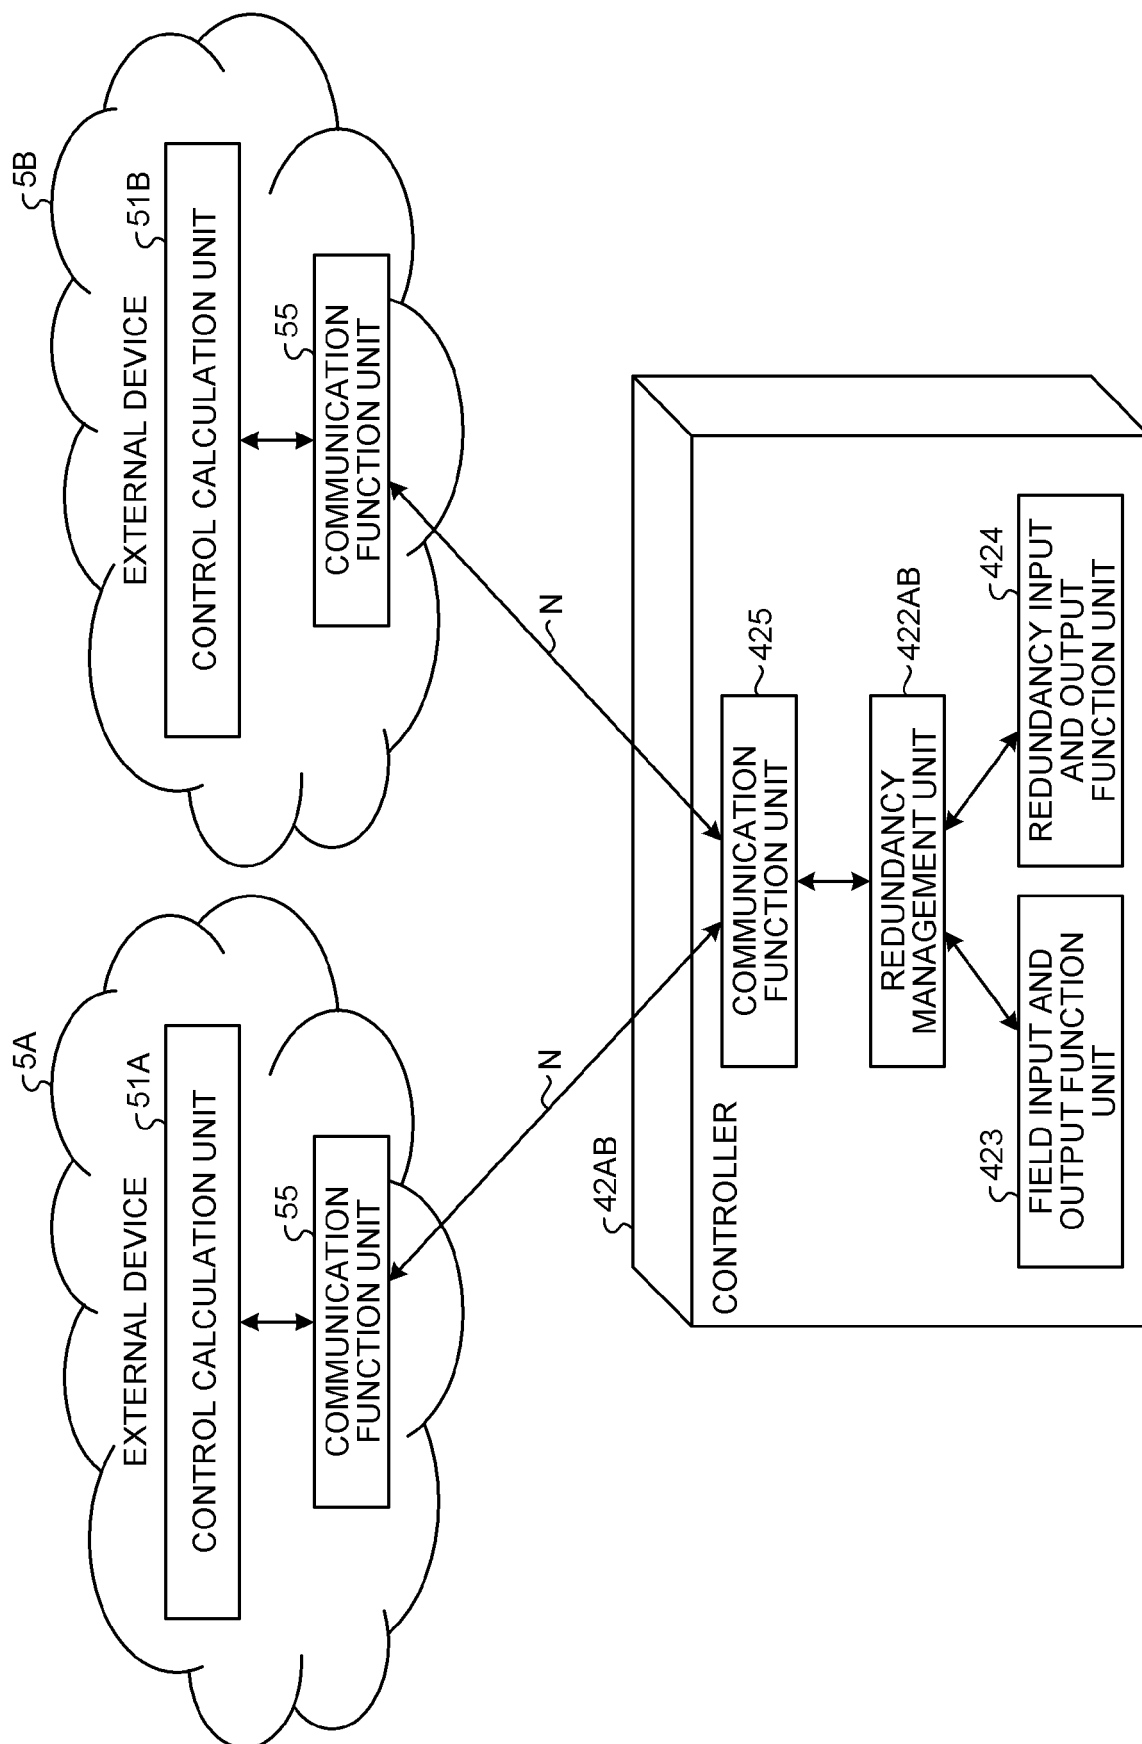 5A
EXTERNAL DEVICE
51A
CONTROL CALCULATION UNIT
55
COMMUNICATION
FUNCTION UNIT
5B
EXTERNAL DEVICE
51B
CONTROL CALCULATION UNIT
55
COMMUNICATION
FUNCTION UNIT
N
N
42AB
CONTROLLER
425
COMMUNICATION
FUNCTION UNIT
422AB
REDUNDANCY
MANAGEMENT UNIT
423
FIELD INPUT AND
OUTPUT FUNCTION
UNIT
424
REDUNDANCY INPUT
AND OUTPUT
FUNCTION UNIT